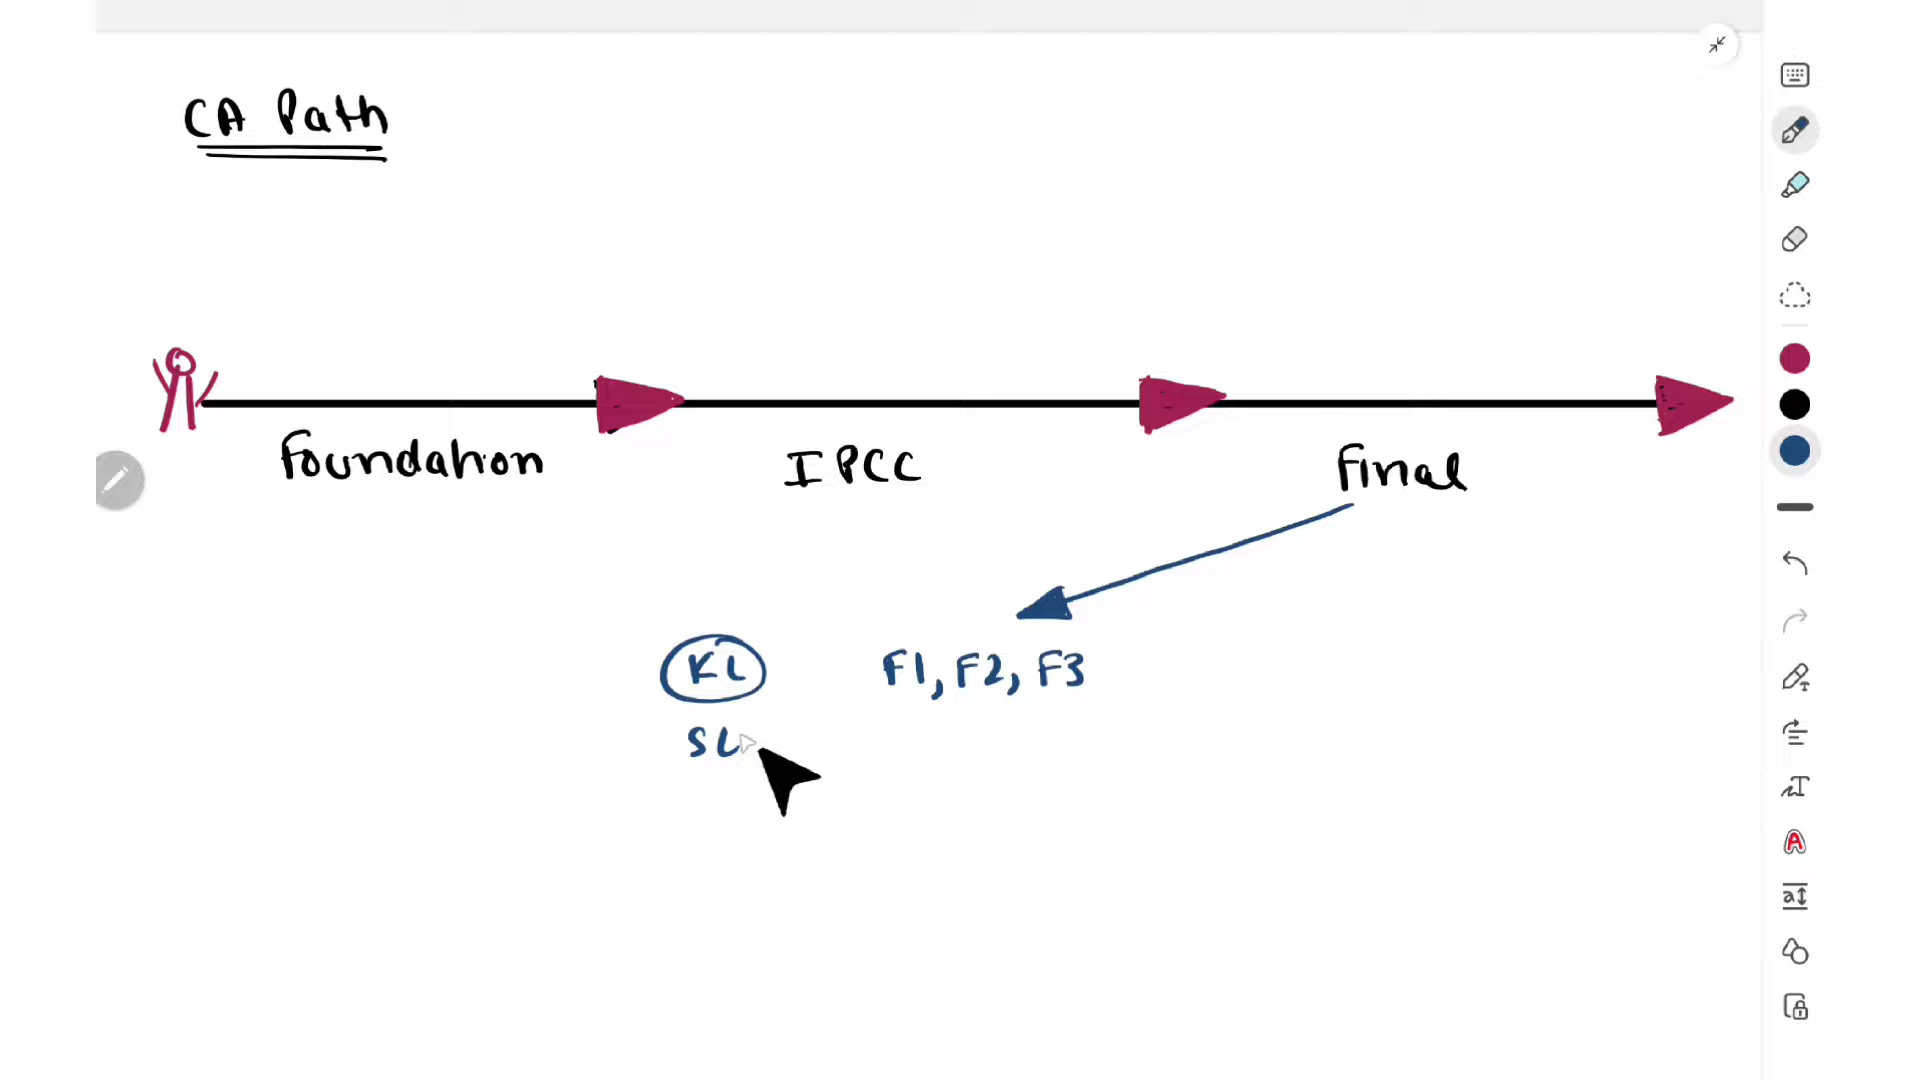 CA Path
Foundation IPCC Final
KL F1, F2, F3
SL